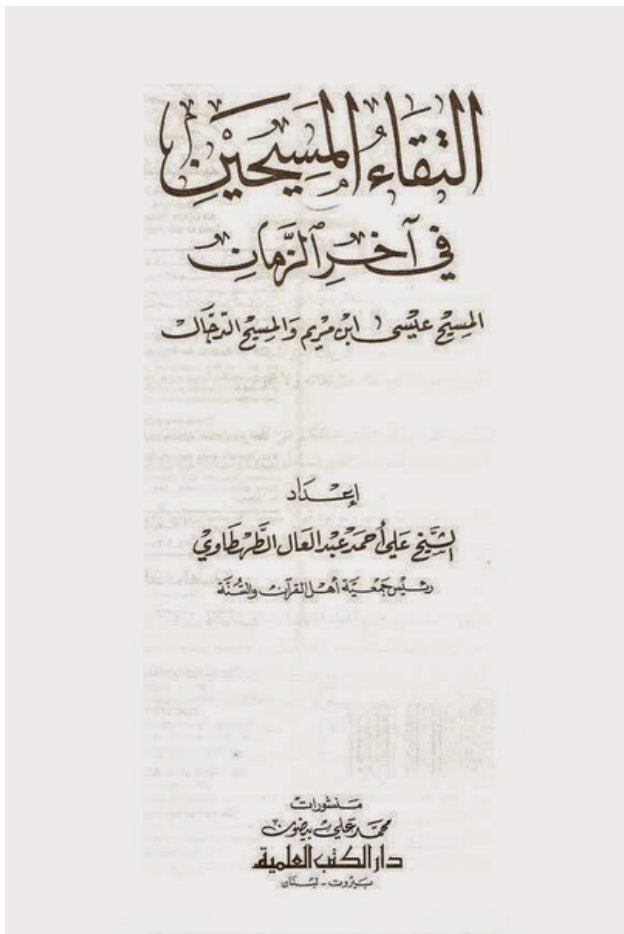 التقاء المسيحين
في آخر الزمان
المسيح عيسى ابن مريم والمسيح الدجال
إعداد
الشيخ علي أحمد عبد العال الطهطاوي
رئيس جمعية أهل القرآن والسنة
منشورات
محمد علي بيضون
دار الكتب العلمية
بيروت - لبنان